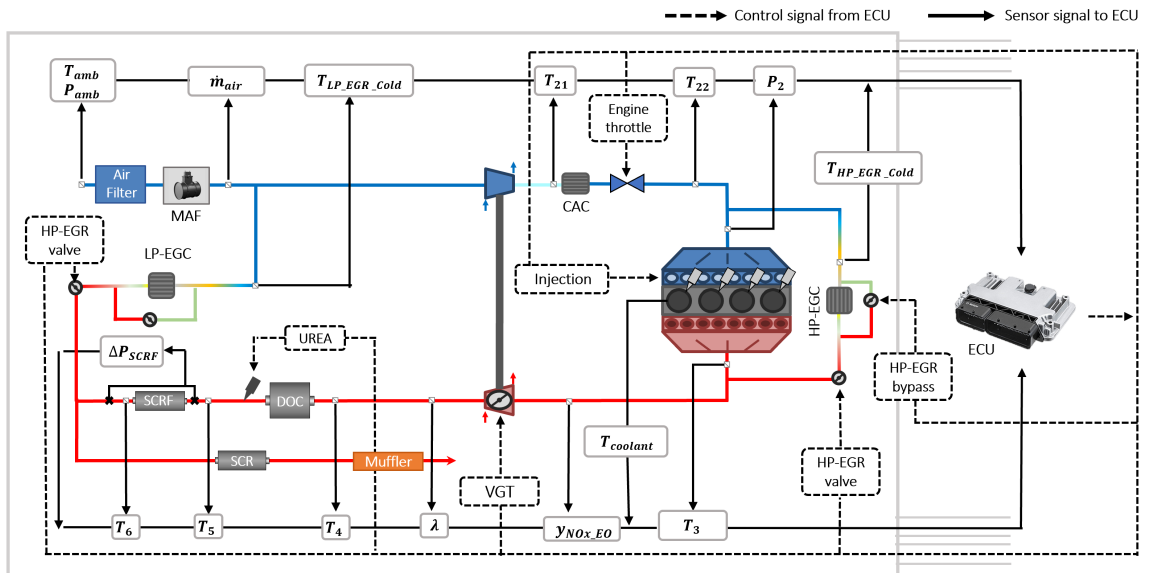 Control signal from ECU
Sensor signal to ECU
T_amb
P_amb
ṁ_air
T_LP_EGR_Cold
T_21
T_22
P_2
Engine
throttle
T_HP_EGR_Cold
Air
Filter
MAF
CAC
HP-EGR
valve
LP-EGC
Injection
HP-EGC
ECU
ΔP_SCRF
UREA
HP-EGR
bypass
SCRF
DOC
T_coolant
SCR
Muffler
VGT
HP-EGR
valve
T_6
T_5
T_4
λ
y_NOx_EO
T_3